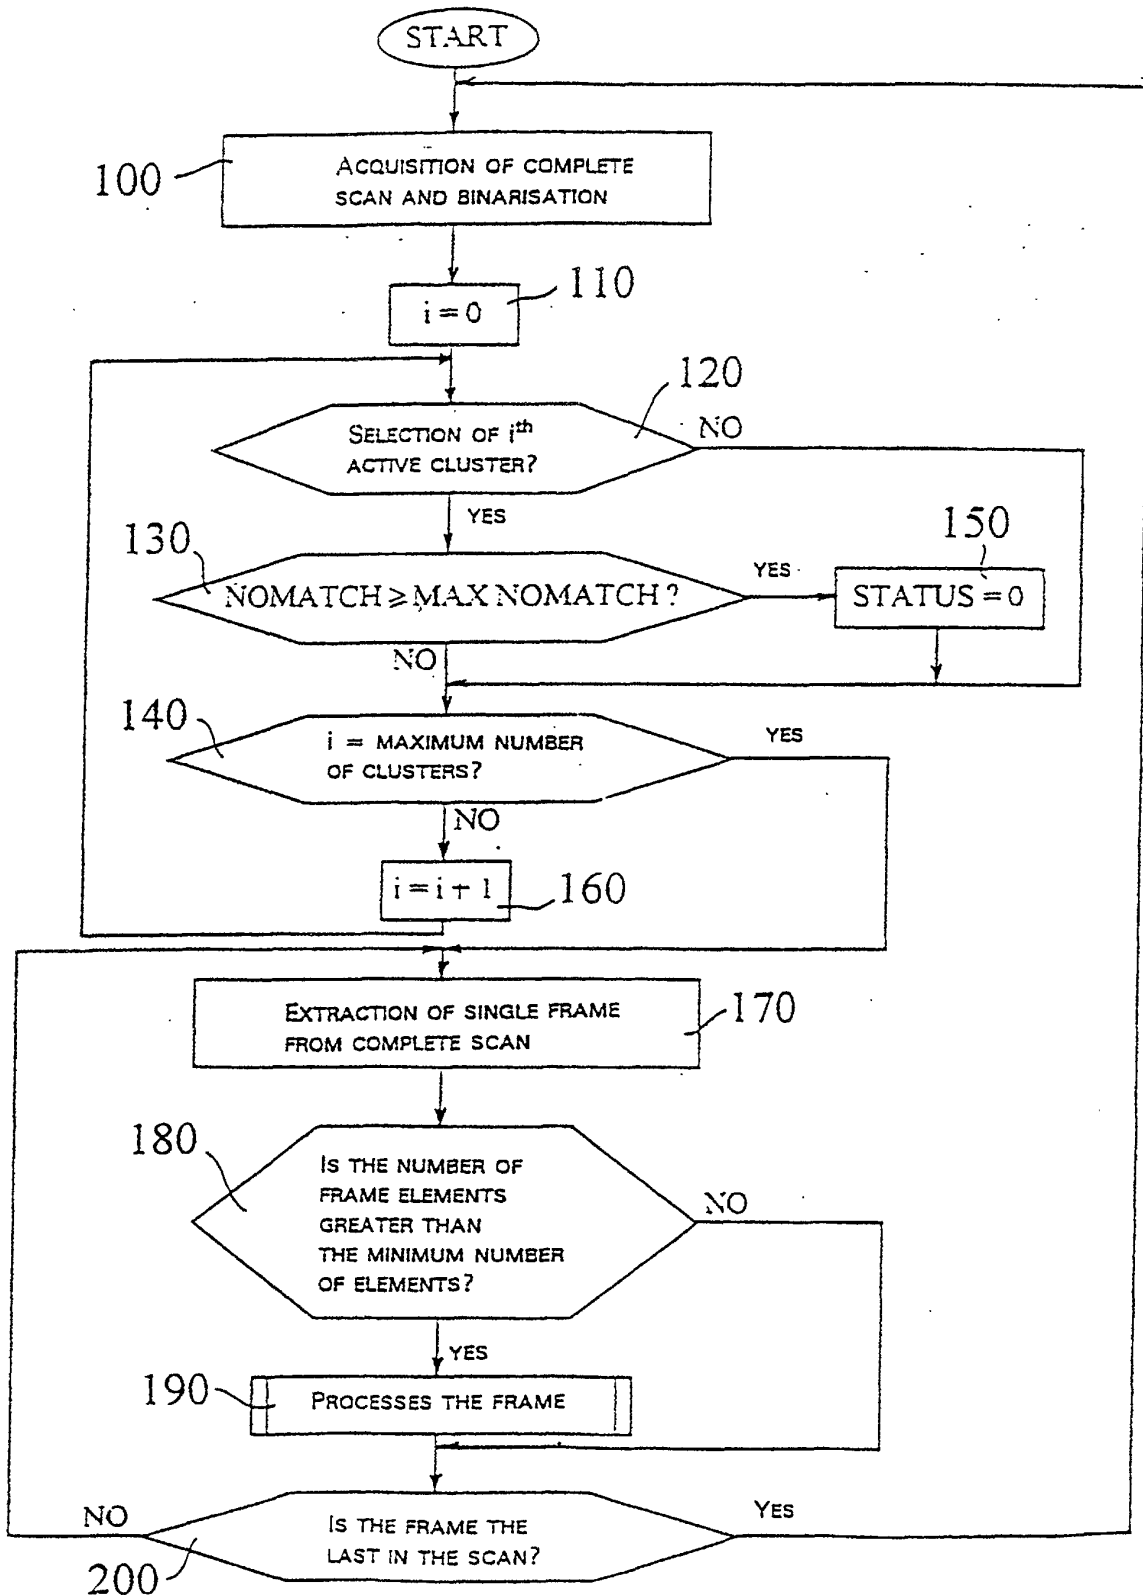 START
100
ACQUISITION OF COMPLETE
SCAN AND BINARISATION
110
i = 0
120
SELECTION OF ith
ACTIVE CLUSTER?
NO
YES
130
NOMATCH ≥ MAX NOMATCH?
YES
150
STATUS = 0
NO
140
i = MAXIMUM NUMBER
OF CLUSTERS?
YES
NO
i = i + 1
160
EXTRACTION OF SINGLE FRAME
FROM COMPLETE SCAN
170
180
IS THE NUMBER OF
FRAME ELEMENTS
GREATER THAN
THE MINIMUM NUMBER
OF ELEMENTS?
NO
YES
190
PROCESSES THE FRAME
NO
IS THE FRAME THE
LAST IN THE SCAN?
YES
200